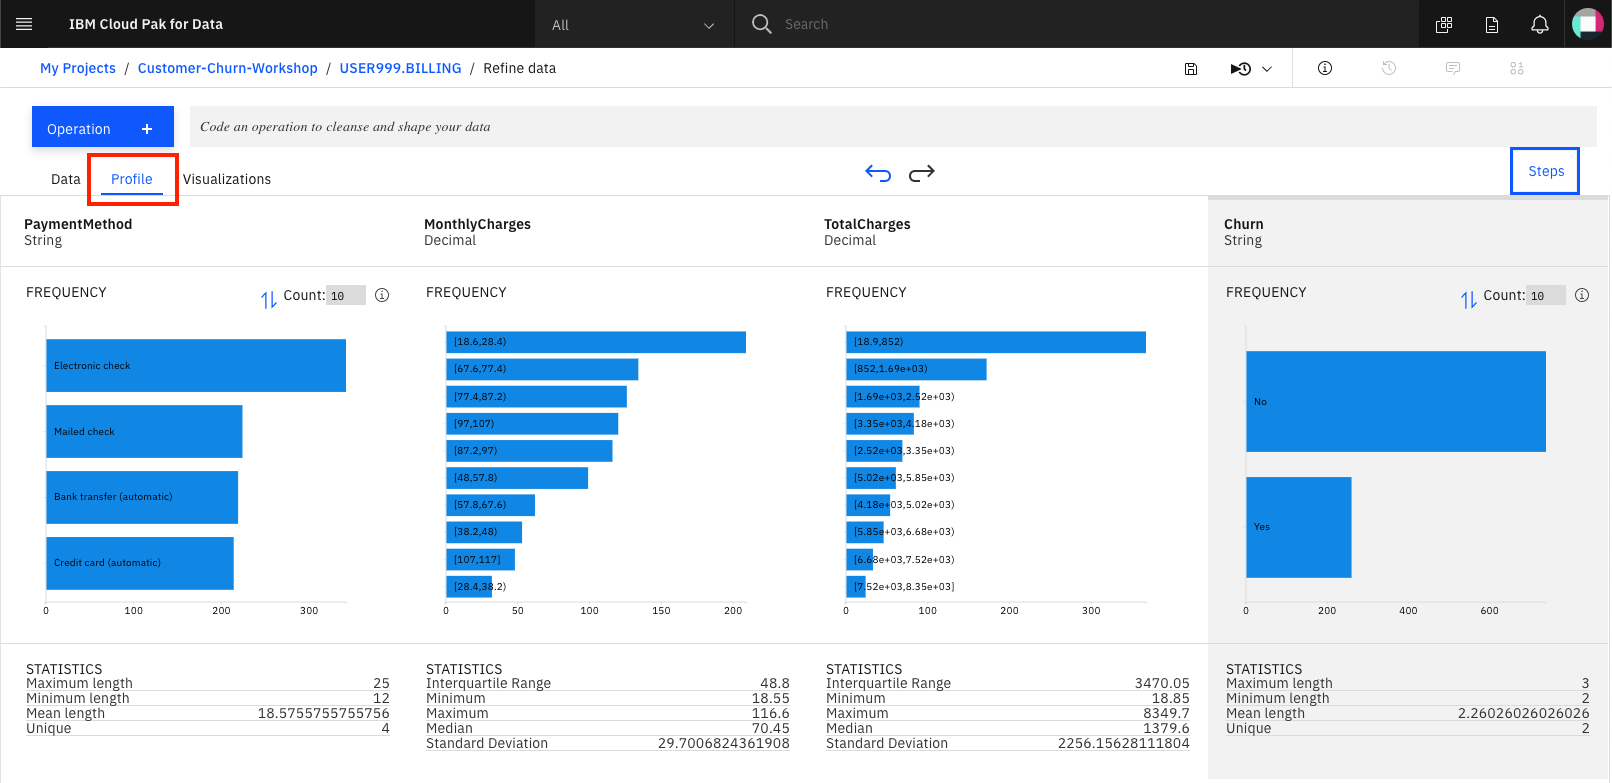 IBM Cloud Pak for Data
All
Search
My Projects / Customer-Churn-Workshop / USER999.BILLING / Refine data
Operation +
Code an operation to cleanse and shape your data
Data
Profile
Visualizations
Steps
PaymentMethod
String
FREQUENCY
Count: 10
Electronic check
Mailed check
Bank transfer (automatic)
Credit card (automatic)
0 100 200 300
STATISTICS
Maximum length 25
Minimum length 12
Mean length 18.5755755755756
Unique 4
MonthlyCharges
Decimal
FREQUENCY
[18.6,28.4)
[67.6,77.4)
[77.4,87.2)
[97,107)
[87.2,97)
[48,57.8)
[57.8,67.6)
[38.2,48)
[107,117]
[28.4,38.2)
0 50 100 150 200
STATISTICS
Interquartile Range 48.8
Minimum 18.55
Maximum 116.6
Median 70.45
Standard Deviation 29.7006824361908
TotalCharges
Decimal
FREQUENCY
[18.9,852)
[852,1.69e+03)
[1.69e+03,2.52e+03)
[3.35e+03,4.18e+03)
[2.52e+03,3.35e+03)
[5.02e+03,5.85e+03)
[4.18e+03,5.02e+03)
[5.85e+03,6.68e+03)
[6.68e+03,7.52e+03)
[7.52e+03,8.35e+03]
0 100 200 300
STATISTICS
Interquartile Range 3470.05
Minimum 18.85
Maximum 8349.7
Median 1379.6
Standard Deviation 2256.15628111804
Churn
String
FREQUENCY
Count: 10
No
Yes
0 200 400 600
STATISTICS
Maximum length 3
Minimum length 2
Mean length 2.26026026026026
Unique 2